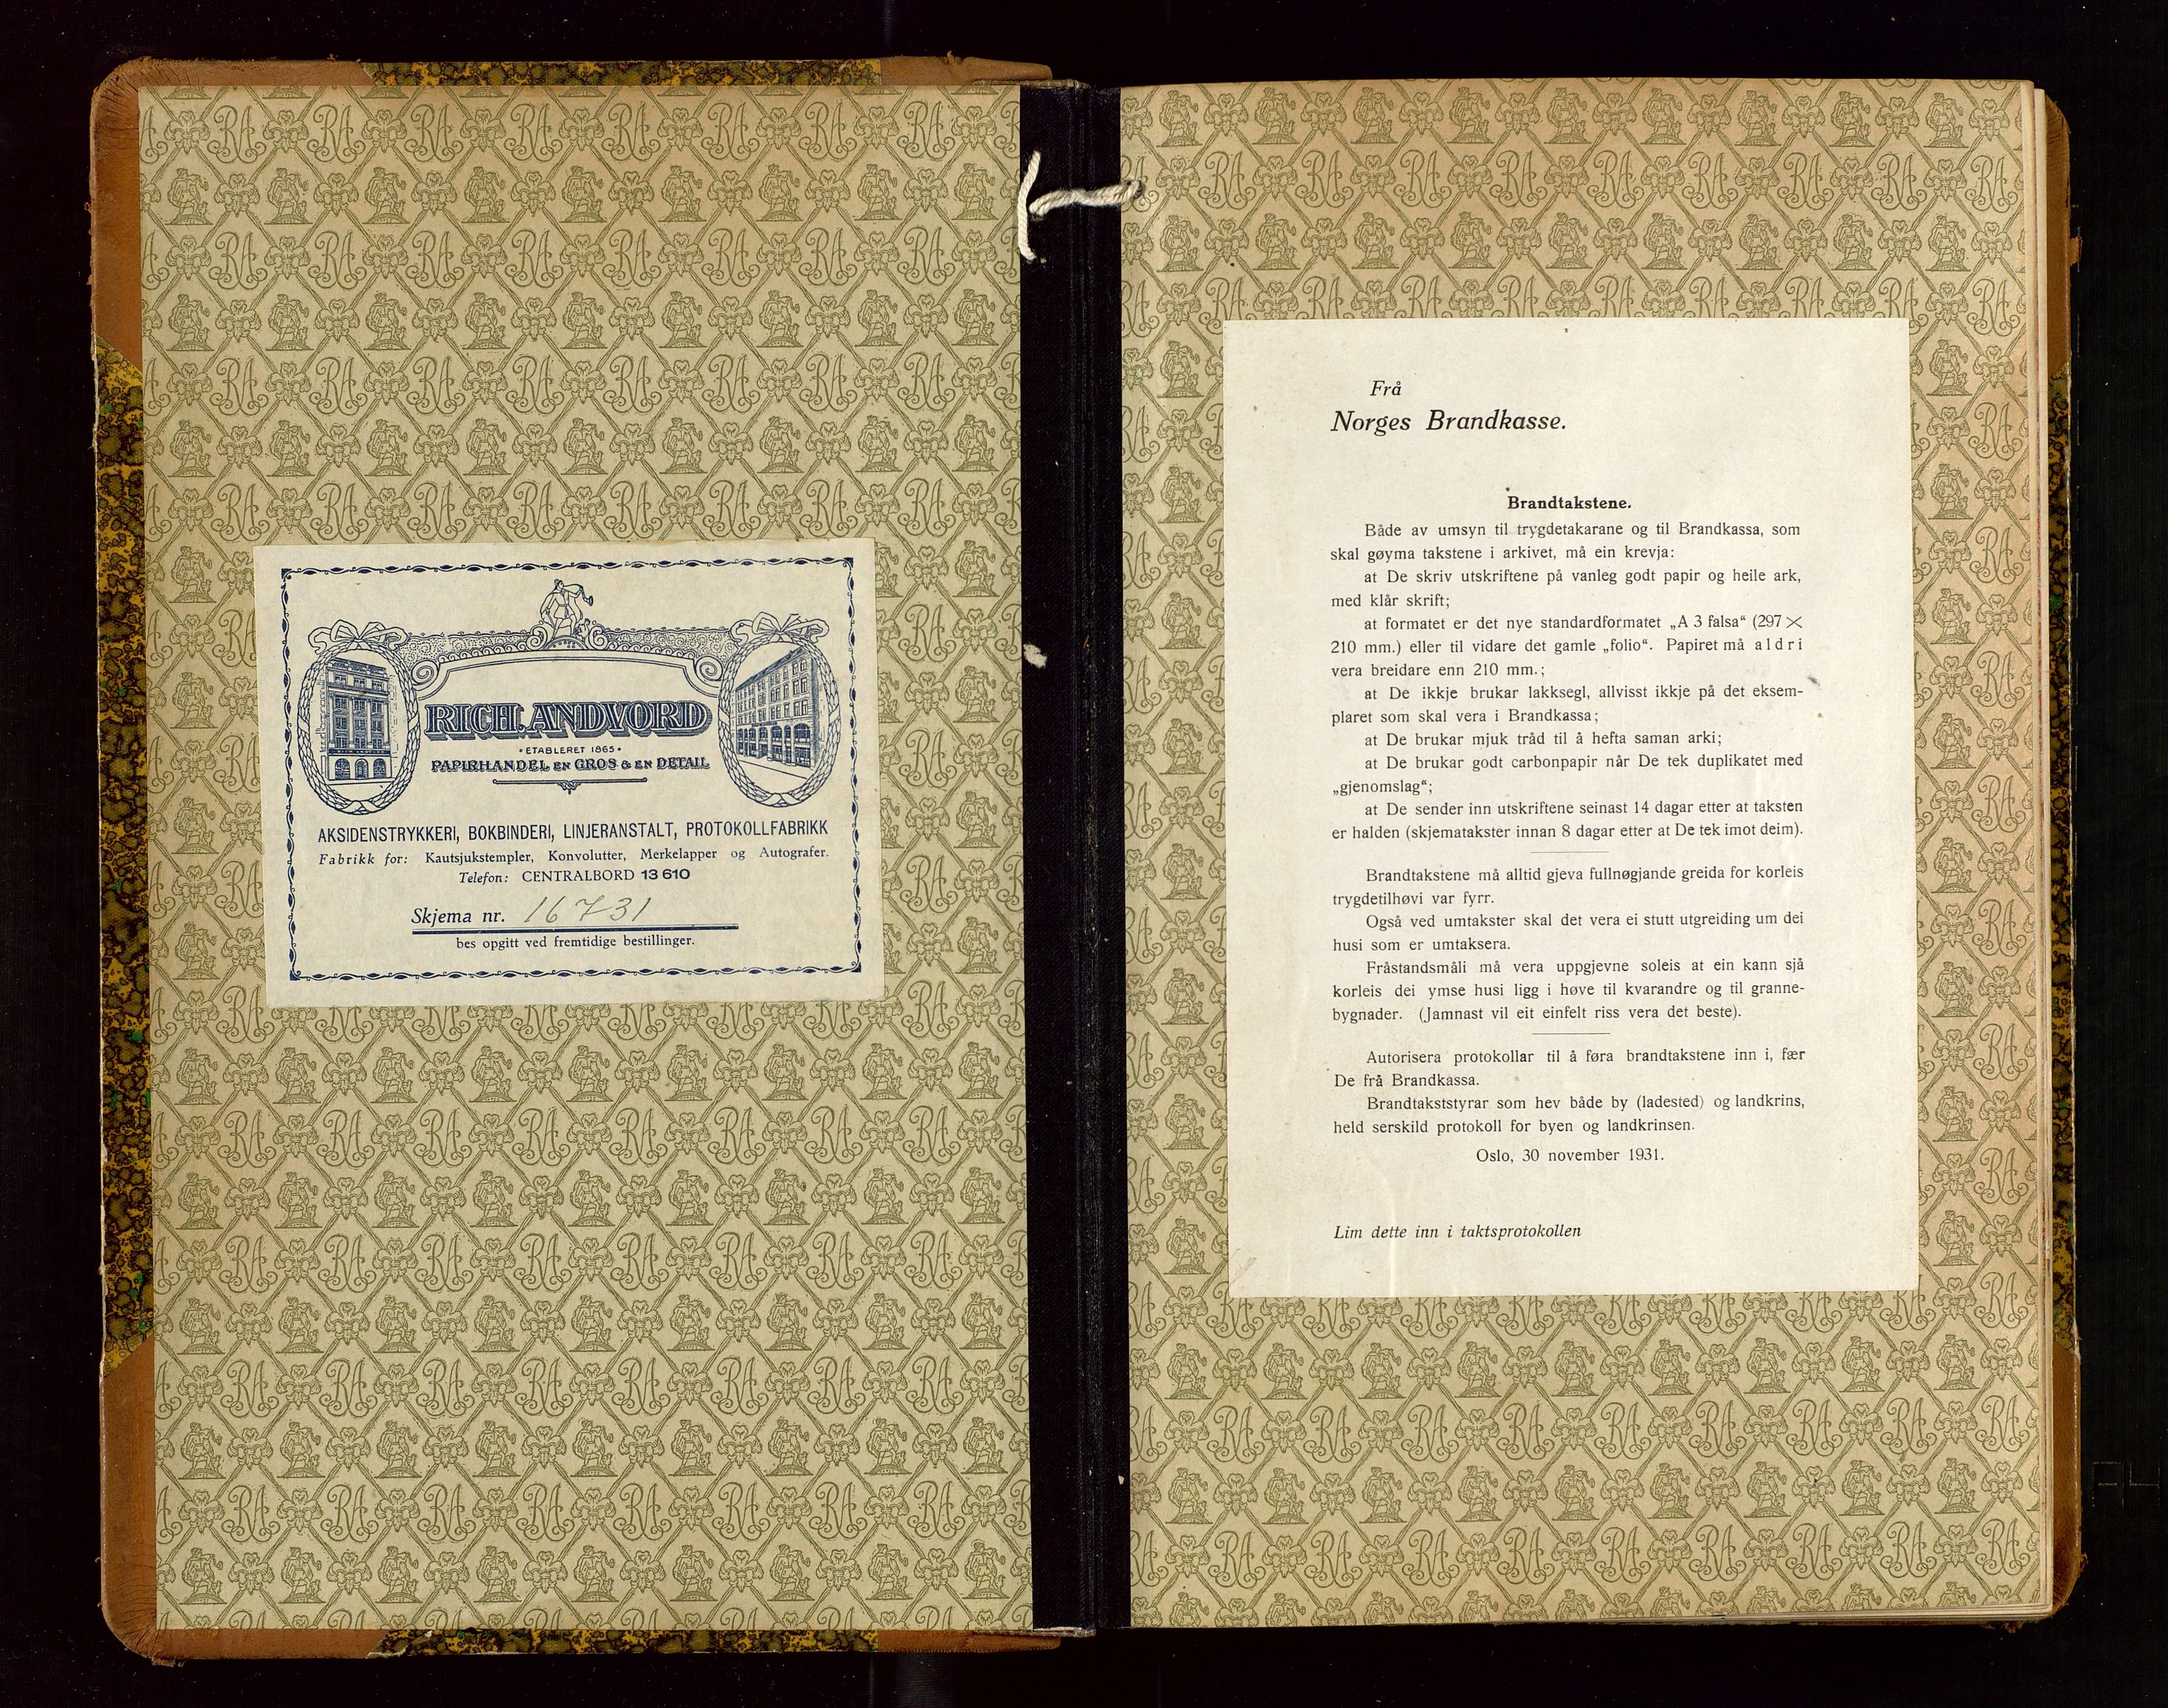 RICH. ANDVORD
• ETABLERET 1865 •
PAPIRHANDEL EN GROS & EN DETAIL
AKSIDENSTRYKKERI, BOKBINDERI, LINJERANSTALT, PROTOKOLLFABRIKK
Fabrikk for: Kautsjukstempler, Konvolutter, Merkelapper og Autografer.
Telefon: CENTRALBORD 13 610
Skjema nr. 16731
bes opgitt ved fremtidige bestillinger.
Frå
Norges Brandkasse.
Brandtakstene.
Både av umsyn til trygdetakarane og til Brandkassa, som
skal gøyma takstene i arkivet, må ein krevja:
at De skriv utskriftene på vanleg godt papir og heile ark,
med klår skrift;
at formatet er det nye standardformatet „A 3 falsa“ (297 ×
210 mm.) eller til vidare det gamle „folio“. Papiret må aldri
vera breidare enn 210 mm.;
at De ikkje brukar lakksegl, allvisst ikkje på det eksem-
plaret som skal vera i Brandkassa;
at De brukar mjuk tråd til å hefta saman arki;
at De brukar godt carbonpapir når De tek duplikatet med
„gjenomslag“;
at De sender inn utskriftene seinast 14 dagar etter at taksten
er halden (skjematakster innan 8 dagar etter at De tek imot deim).
Brandtakstene må alltid gjeva fullnøgjande greida for korleis
trygdetilhøvi var fyrr.
Også ved umtakster skal det vera ei stutt utgreiding um dei
husi som er umtaksera.
Fråstandsmåli må vera uppgjevne soleis at ein kann sjå
korleis dei ymse husi ligg i høve til kvarandre og til granne-
bygnader. (Jamnast vil eit einfelt riss vera det beste).
Autorisera protokollar til å føra brandtakstene inn i, fær
De frå Brandkassa.
Brandtakststyrar som hev både by (ladested) og landkrins,
held serskild protokoll for byen og landkrinsen.
Oslo, 30 november 1931.
Lim dette inn i taktsprotokollen